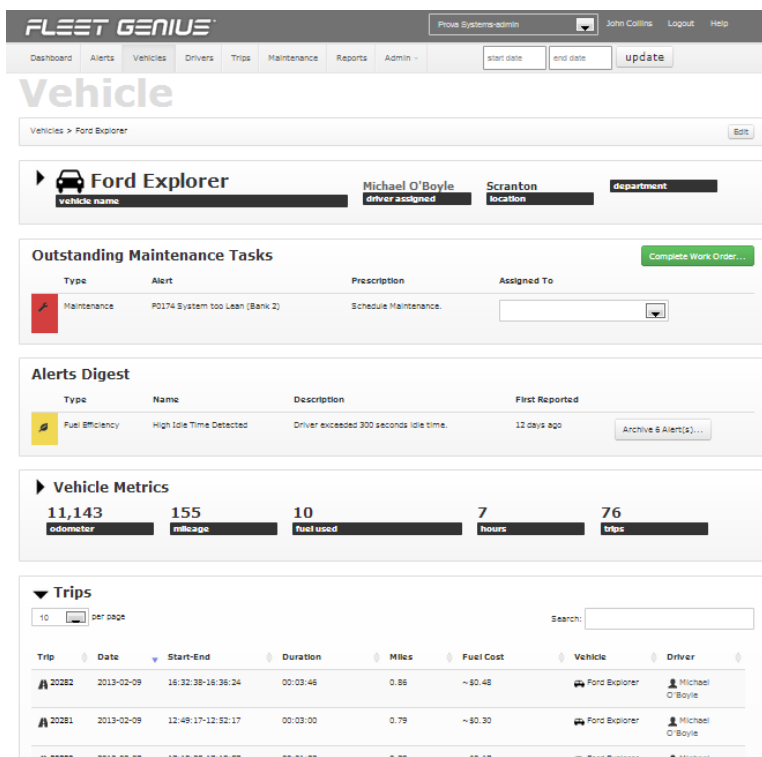 FLEET GENIUS
Prova Systems-admin John Collins Logout Help
Dashboard Alerts Vehicles Drivers Trips Maintenance Reports Admin start date end date update
Vehicle
Vehicles > Ford Explorer Edit
Ford Explorer Michael O'Boyle Scranton
vehicle name driver assigned location department
Outstanding Maintenance Tasks Complete Work Order...
Type Alert Prescription Assigned To
Maintenance P0174 System too Lean (Bank 2) Schedule Maintenance.
Alerts Digest
Type Name Description First Reported
Fuel Efficiency High Idle Time Detected Driver exceeded 300 seconds idle time. 12 days ago Archive 6 Alert(s)...
Vehicle Metrics
11,143 155 10 7 76
odometer mileage fuel used hours trips
Trips
10 per page Search:
Trip Date Start-End Duration Miles Fuel Cost Vehicle Driver
20282 2013-02-09 16:32:38-16:36:24 00:03:46 0.86 ~$0.48 Ford Explorer Michael O'Boyle
20281 2013-02-09 12:49:17-12:52:17 00:03:00 0.79 ~$0.30 Ford Explorer Michael O'Boyle